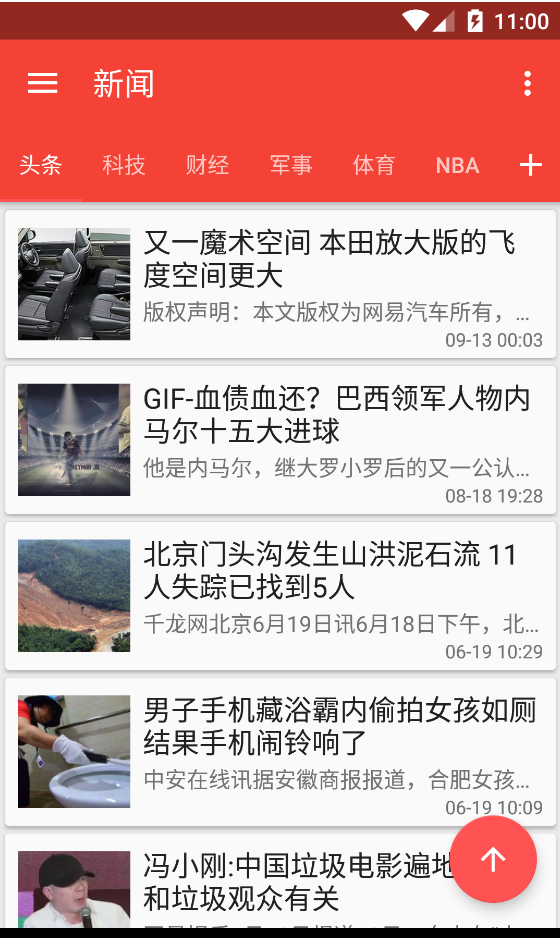 11:00
新闻
头条 科技 财经 军事 体育 NBA
又一魔术空间 本田放大版的飞
度空间更大
版权声明：本文版权为网易汽车所有，...
09-13 00:03
GIF-血债血还？巴西领军人物内
马尔十五大进球
他是内马尔，继大罗小罗后的又一公认...
08-18 19:28
北京门头沟发生山洪泥石流 11
人失踪已找到5人
千龙网北京6月19日讯6月18日下午，北...
06-19 10:29
男子手机藏浴霸内偷拍女孩如厕
结果手机闹铃响了
中安在线讯据安徽商报报道，合肥女孩...
06-19 10:09
冯小刚:中国垃圾电影遍地
和垃圾观众有关